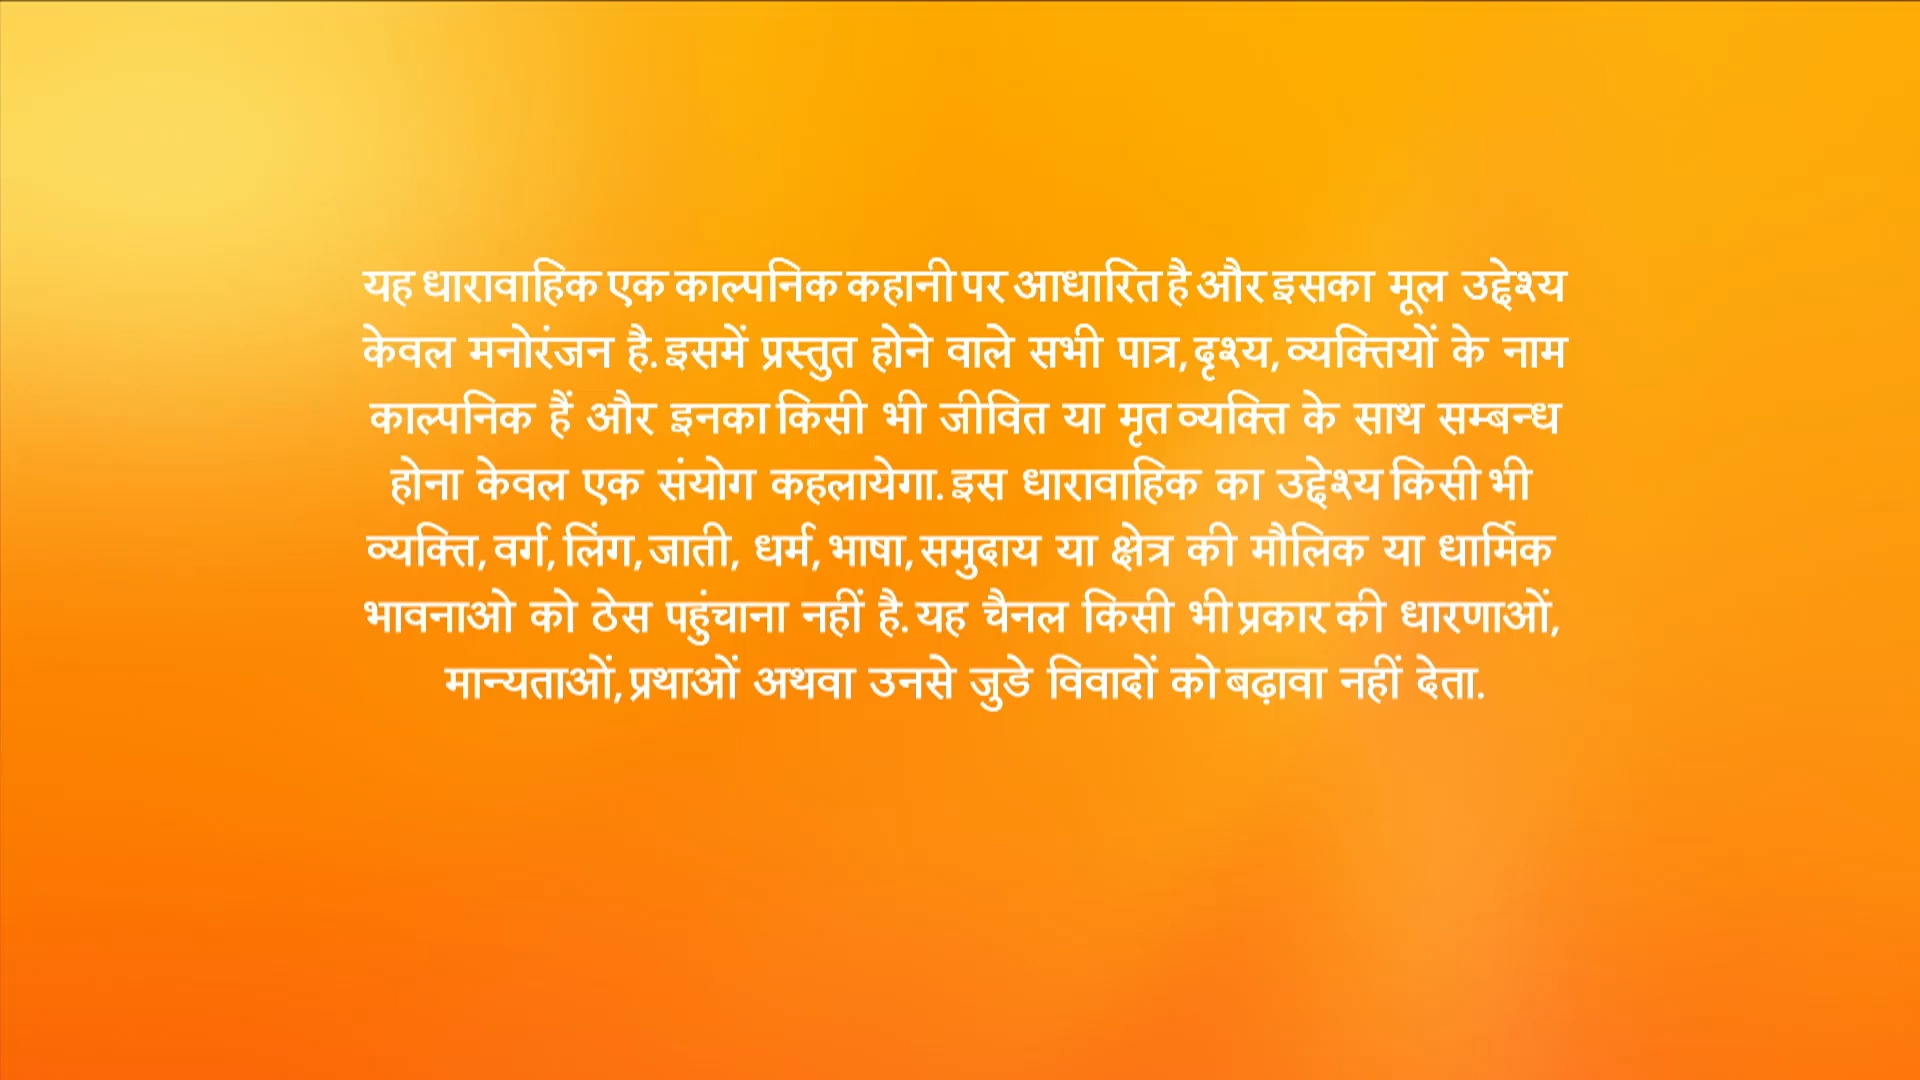 यह धारावाहिक एक काल्पनिक कहानी पर आधारित है और इसका मूल उद्देश्य
केवल मनोरंजन है. इसमें प्रस्तुत होने वाले सभी पात्र, दृश्य, व्यक्तियों के नाम
काल्पनिक हैं और इनका किसी भी जीवित या मृत व्यक्ति के साथ सम्बन्ध
होना केवल एक संयोग कहलायेगा. इस धारावाहिक का उद्देश्य किसी भी
व्यक्ति, वर्ग, लिंग, जाती, धर्म, भाषा, समुदाय या क्षेत्र की मौलिक या धार्मिक
भावनाओ को ठेस पहुंचाना नहीं है. यह चैनल किसी भी प्रकार की धारणाओं,
मान्यताओं, प्रथाओं अथवा उनसे जुडे विवादों को बढ़ावा नहीं देता.